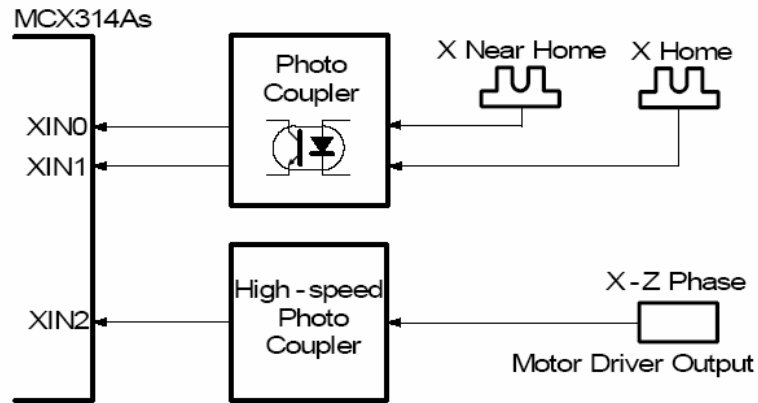 MCX314As
Photo
Coupler
X Near Home
X Home
XIN0
XIN1
High-speed
Photo
Coupler
XIN2
X-Z Phase
Motor Driver Output